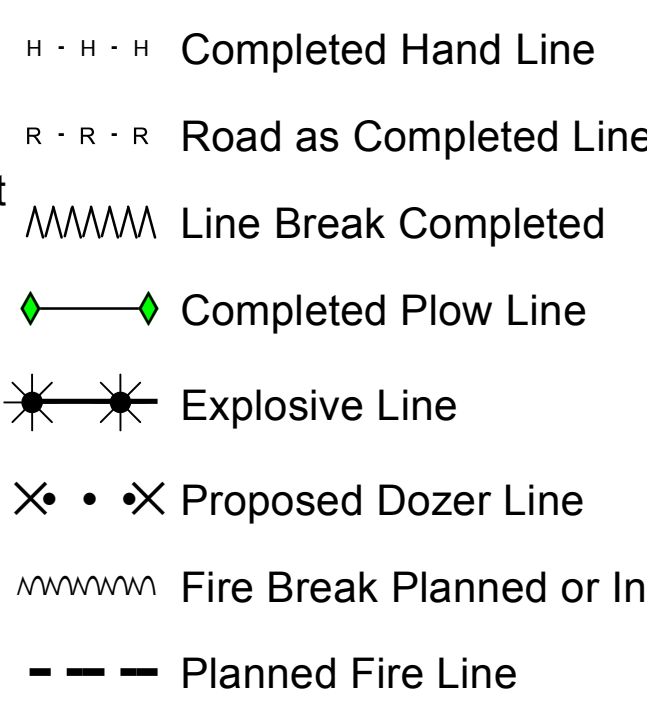 H - H - H Completed Hand Line
R - R - R Road as Completed Line
t
Line Break Completed
Completed Plow Line
Explosive Line
Proposed Dozer Line
Fire Break Planned or In
Planned Fire Line